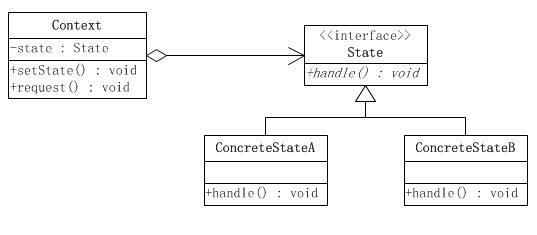 Context
-state : State
+setState() : void
+request() : void
<<interface>>
State
+handle() : void
ConcreteStateA
+handle() : void
ConcreteStateB
+handle() : void